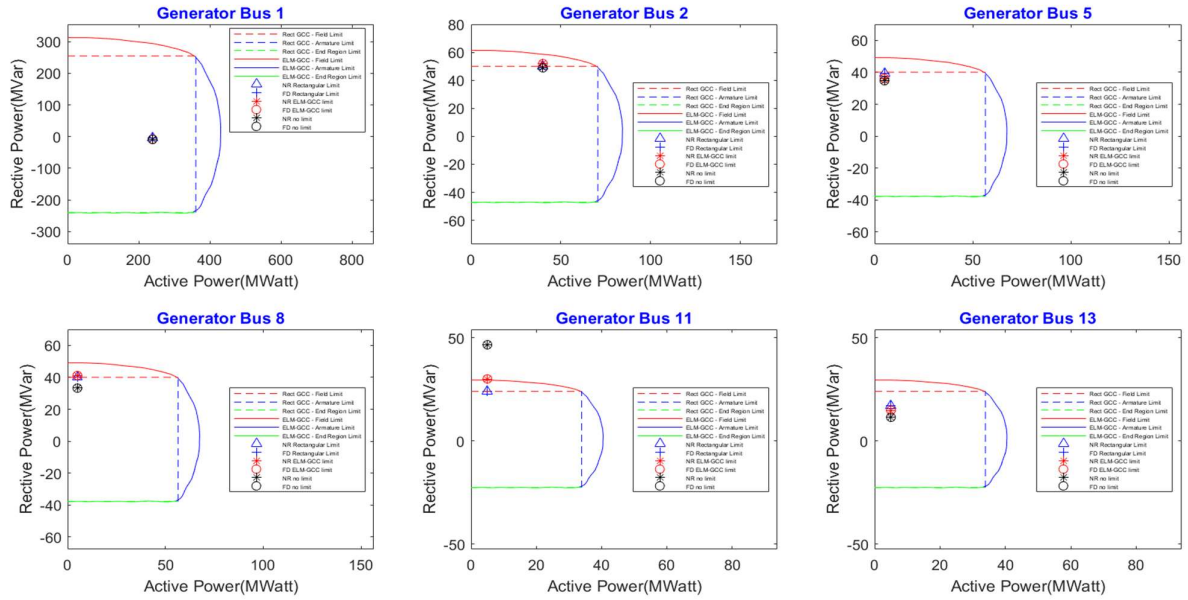 Generator Bus 1
300
200
100
0
-100
-200
-300
Rective Power(MVar)
0 200 400 600 800
Active Power(MWatt)
Rect GCC - Field Limit
Rect GCC - Armature Limit
Rect GCC - End Region Limit
ELM-GCC - Field Limit
ELM-GCC - Armature Limit
ELM-GCC - End Region Limit
NR Rectangular Limit
FD Rectangular Limit
NR ELM-GCC limit
FD ELM-GCC limit
NR no limit
FD no limit
Generator Bus 2
80
60
40
20
0
-20
-40
-60
Rective Power(MVar)
0 50 100 150
Active Power(MWatt)
Rect GCC - Field Limit
Rect GCC - Armature Limit
Rect GCC - End Region Limit
ELM-GCC - Field Limit
ELM-GCC - Armature Limit
ELM-GCC - End Region Limit
NR Rectangular Limit
FD Rectangular Limit
NR ELM-GCC limit
FD ELM-GCC limit
NR no limit
FD no limit
Generator Bus 5
60
40
20
0
-20
-40
-60
Rective Power(MVar)
0 50 100 150
Active Power(MWatt)
Rect GCC - Field Limit
Rect GCC - Armature Limit
Rect GCC - End Region Limit
ELM-GCC - Field Limit
ELM-GCC - Armature Limit
ELM-GCC - End Region Limit
NR Rectangular Limit
FD Rectangular Limit
NR ELM-GCC limit
FD ELM-GCC limit
NR no limit
FD no limit
Generator Bus 8
60
40
20
0
-20
-40
-60
Rective Power(MVar)
0 50 100 150
Active Power(MWatt)
Rect GCC - Field Limit
Rect GCC - Armature Limit
Rect GCC - End Region Limit
ELM-GCC - Field Limit
ELM-GCC - Armature Limit
ELM-GCC - End Region Limit
NR Rectangular Limit
FD Rectangular Limit
NR ELM-GCC limit
FD ELM-GCC limit
NR no limit
FD no limit
Generator Bus 11
50
0
-50
Rective Power(MVar)
0 20 40 60 80
Active Power(MWatt)
Rect GCC - Field Limit
Rect GCC - Armature Limit
Rect GCC - End Region Limit
ELM-GCC - Field Limit
ELM-GCC - Armature Limit
ELM-GCC - End Region Limit
NR Rectangular Limit
FD Rectangular Limit
NR ELM-GCC limit
FD ELM-GCC limit
NR no limit
FD no limit
Generator Bus 13
50
0
-50
Rective Power(MVar)
0 20 40 60 80
Active Power(MWatt)
Rect GCC - Field Limit
Rect GCC - Armature Limit
Rect GCC - End Region Limit
ELM-GCC - Field Limit
ELM-GCC - Armature Limit
ELM-GCC - End Region Limit
NR Rectangular Limit
FD Rectangular Limit
NR ELM-GCC limit
FD ELM-GCC limit
NR no limit
FD no limit